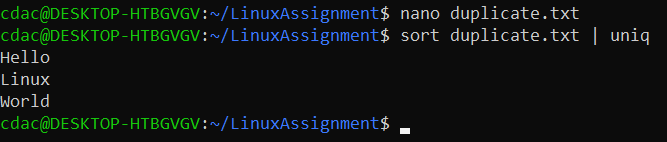 cdac@DESKTOP-HTBGVGV:~/LinuxAssignment$ nano duplicate.txt
cdac@DESKTOP-HTBGVGV:~/LinuxAssignment$ sort duplicate.txt | uniq
Hello
Linux
World
cdac@DESKTOP-HTBGVGV:~/LinuxAssignment$